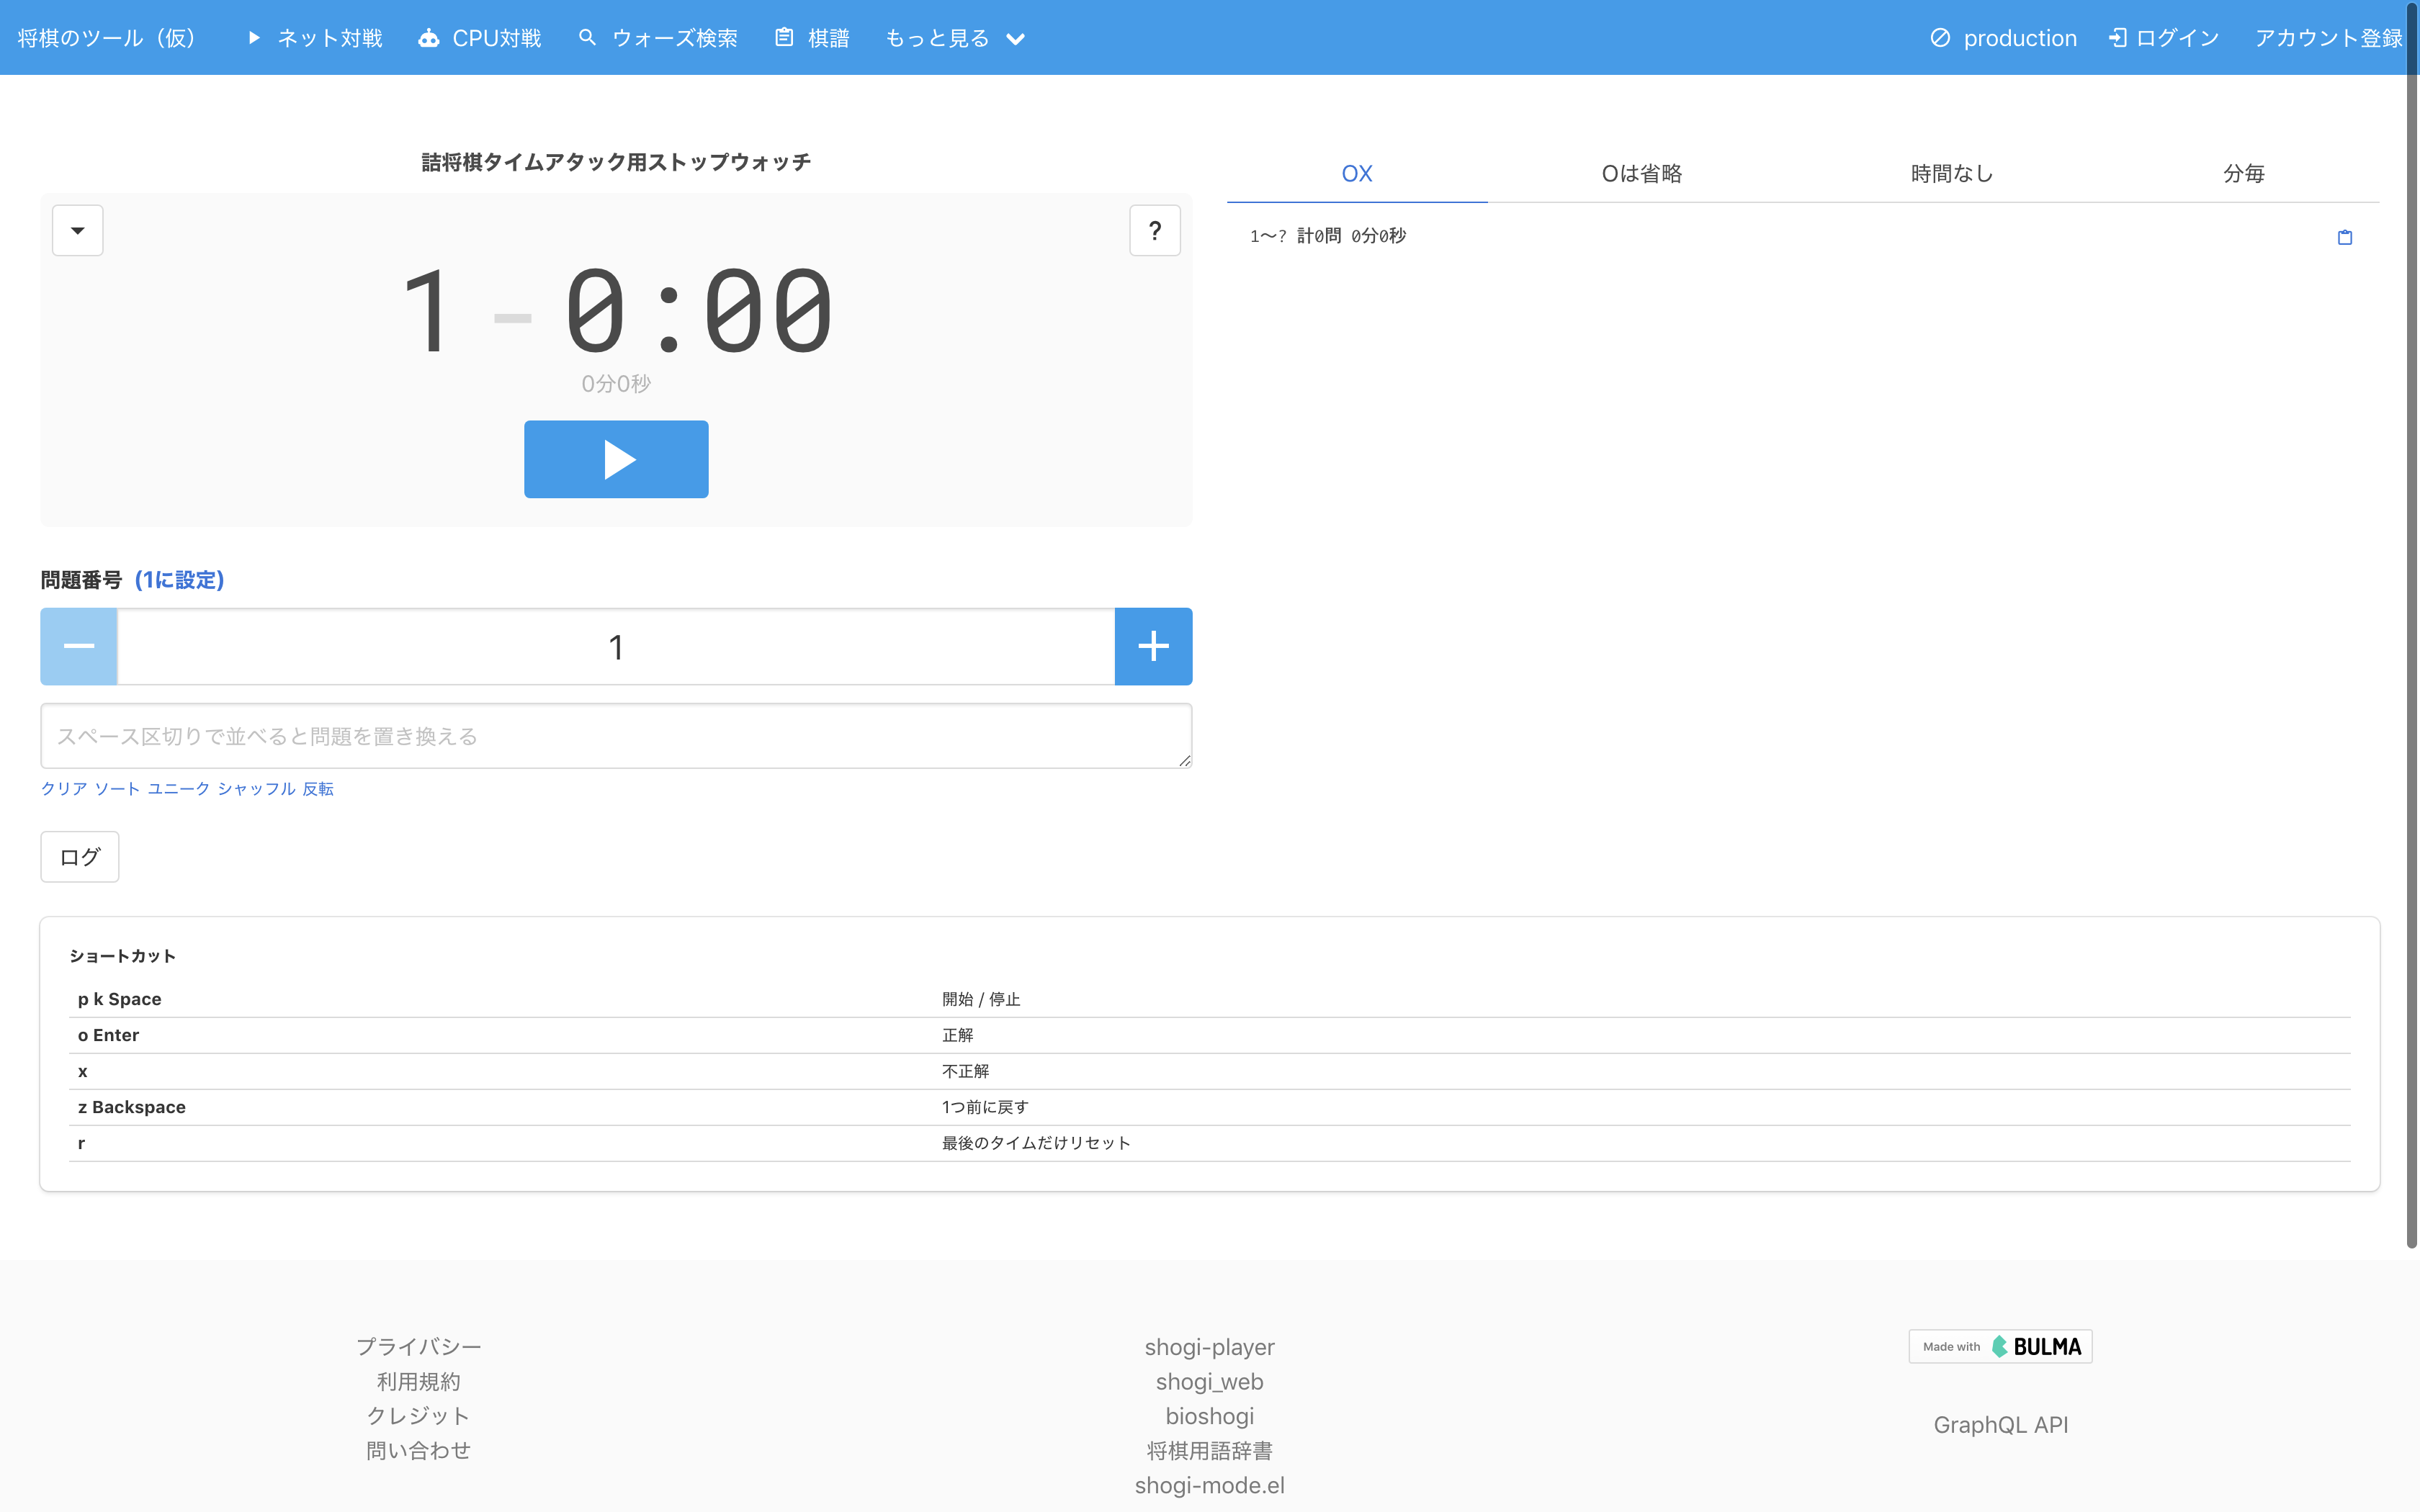 将棋のツール（仮） ネット対戦 CPU対戦 ウォーズ検索 棋譜 もっと見る production ログイン アカウント登録
詰将棋タイムアタック用ストップウォッチ
?
1 - 0:00
0分0秒
OX Oは省略 時間なし 分毎
1〜? 計0問 0分0秒
問題番号 (1に設定)
1
スペース区切りで並べると問題を置き換える
クリア ソート ユニーク シャッフル 反転
ログ
ショートカット
p k Space 開始 / 停止
o Enter 正解
x 不正解
z Backspace 1つ前に戻す
r 最後のタイムだけリセット
プライバシー
利用規約
クレジット
問い合わせ
shogi-player
shogi_web
bioshogi
将棋用語辞書
shogi-mode.el
Made with BULMA
GraphQL API